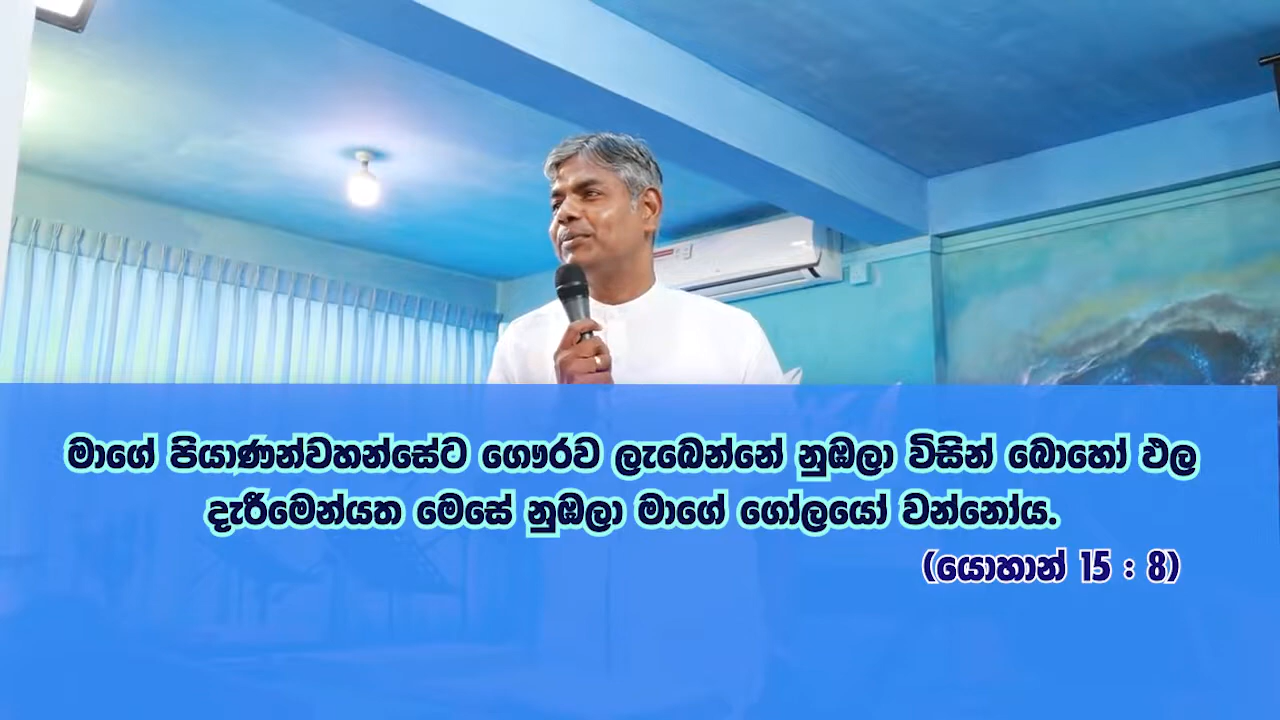 මාගේ පියාණන්වහන්සේට ගෞරව ලැබෙන්නේ නුඹලා විසින් බොහෝ ඵල
දැරීමෙන්යත මෙසේ නුඹලා මාගේ ගෝලයෝ වන්නෝය.
(යොහාන් 15 : 8)